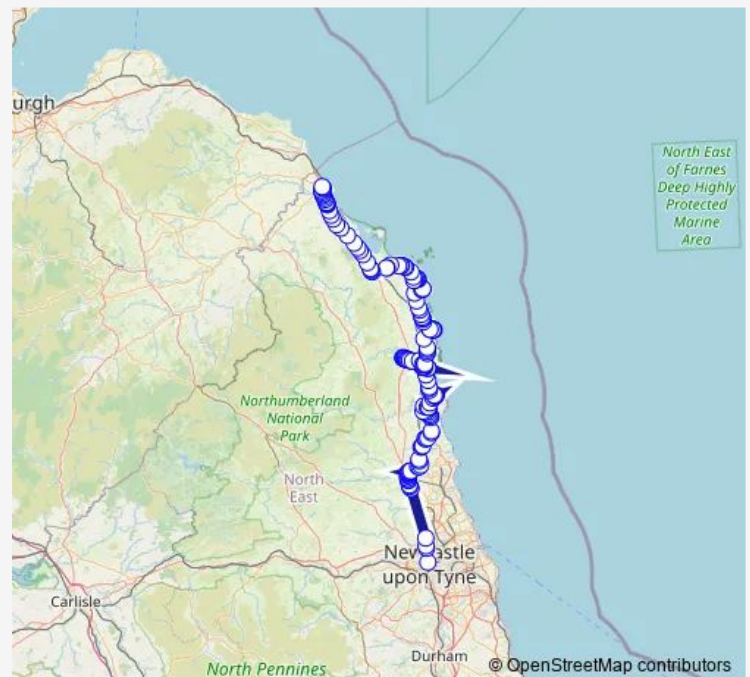 urgh
North East
of Farnes
Deep Highly
Protected
Marine
Area
Northumberland
National
Park
North
East
Newcastle
upon Tyne
Carlisle
Durham
North Pennines
© OpenStreetMap contributors